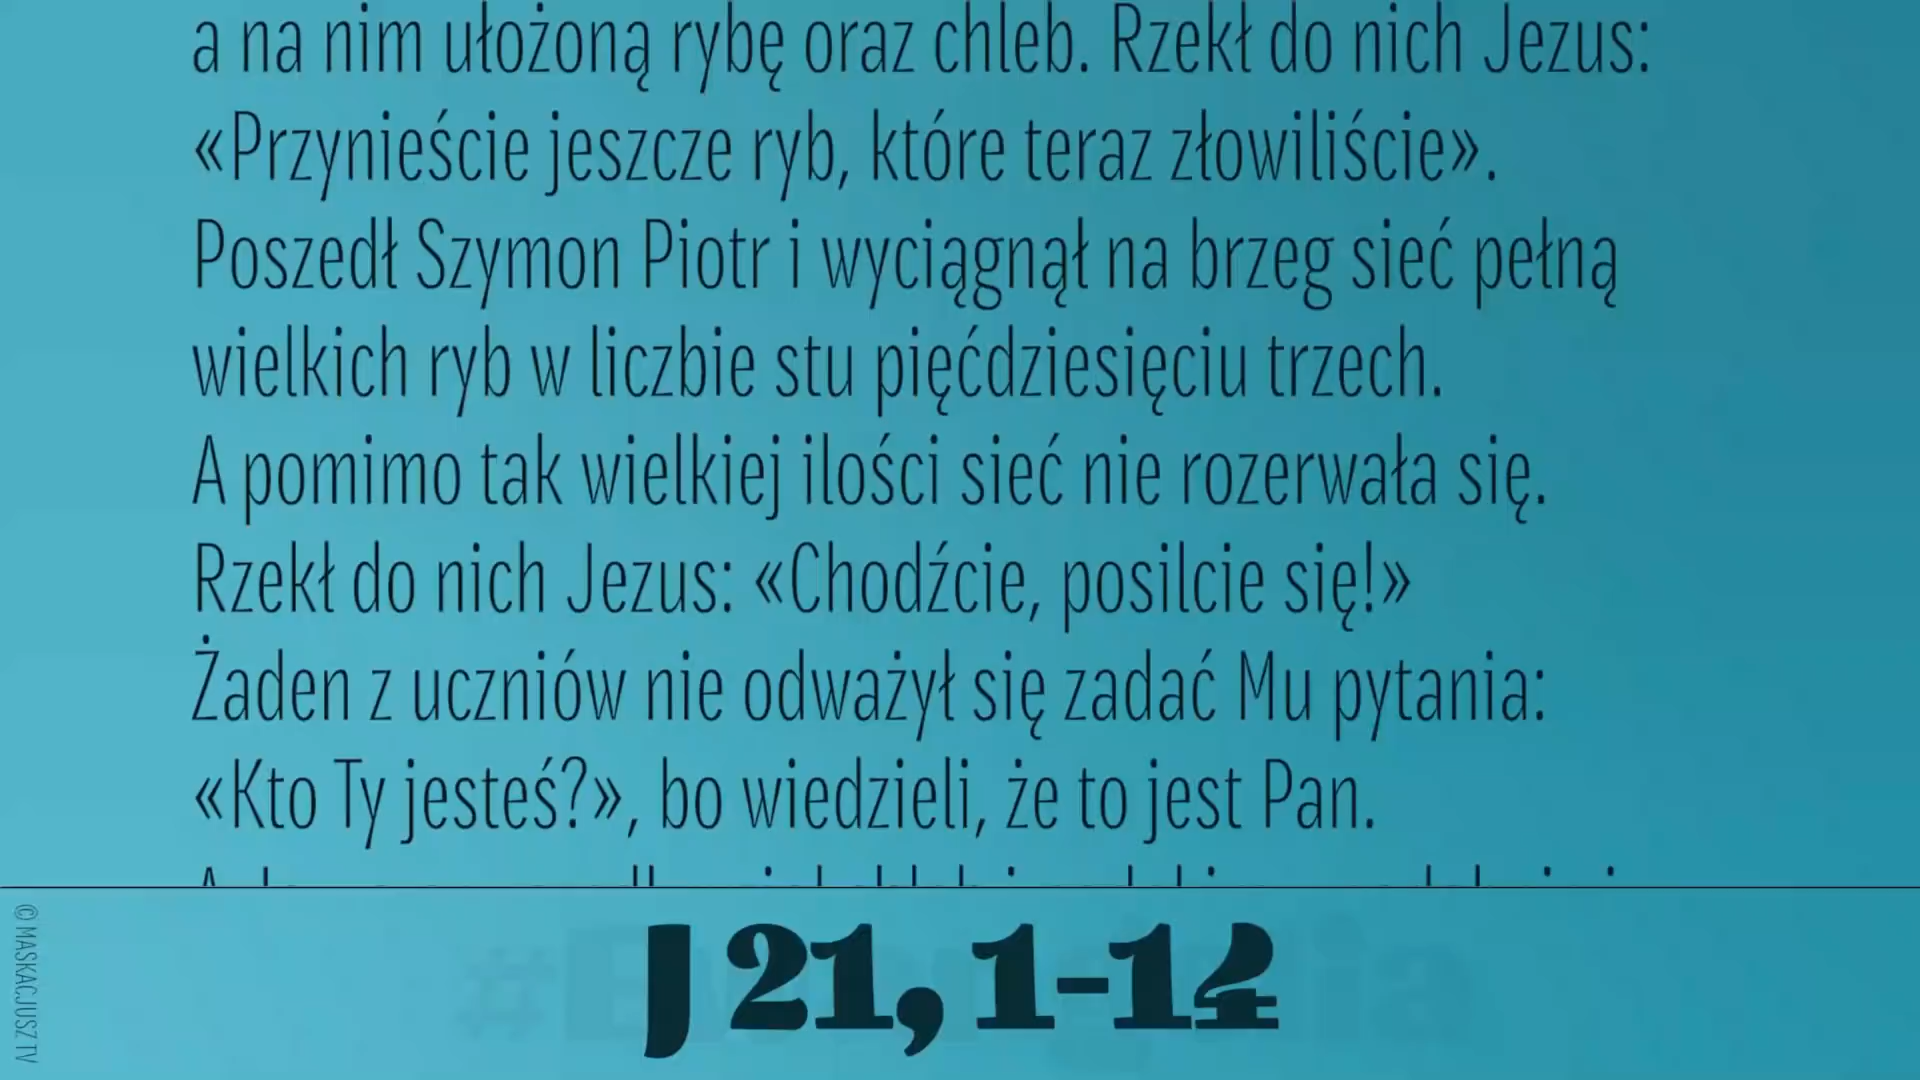 a na nim ułożoną rybę oraz chleb. Rzekł do nich Jezus:
«Przynieście jeszcze ryb, które teraz złowiliście».
Poszedł Szymon Piotr i wyciągnął na brzeg sieć pełną
wielkich ryb w liczbie stu pięćdziesięciu trzech.
A pomimo tak wielkiej ilości sieć nie rozerwała się.
Rzekł do nich Jezus: «Chodźcie, posilcie się!»
Żaden z uczniów nie odważył się zadać Mu pytania:
«Kto Ty jesteś?», bo wiedzieli, że to jest Pan.
J 21, 1-14
#Ewangelia
© MASKACJUSZ TV